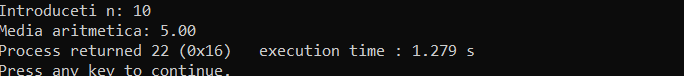 Introduceti n: 10
Media aritmetica: 5.00
Process returned 22 (0x16)   execution time : 1.279 s
Press any key to continue.